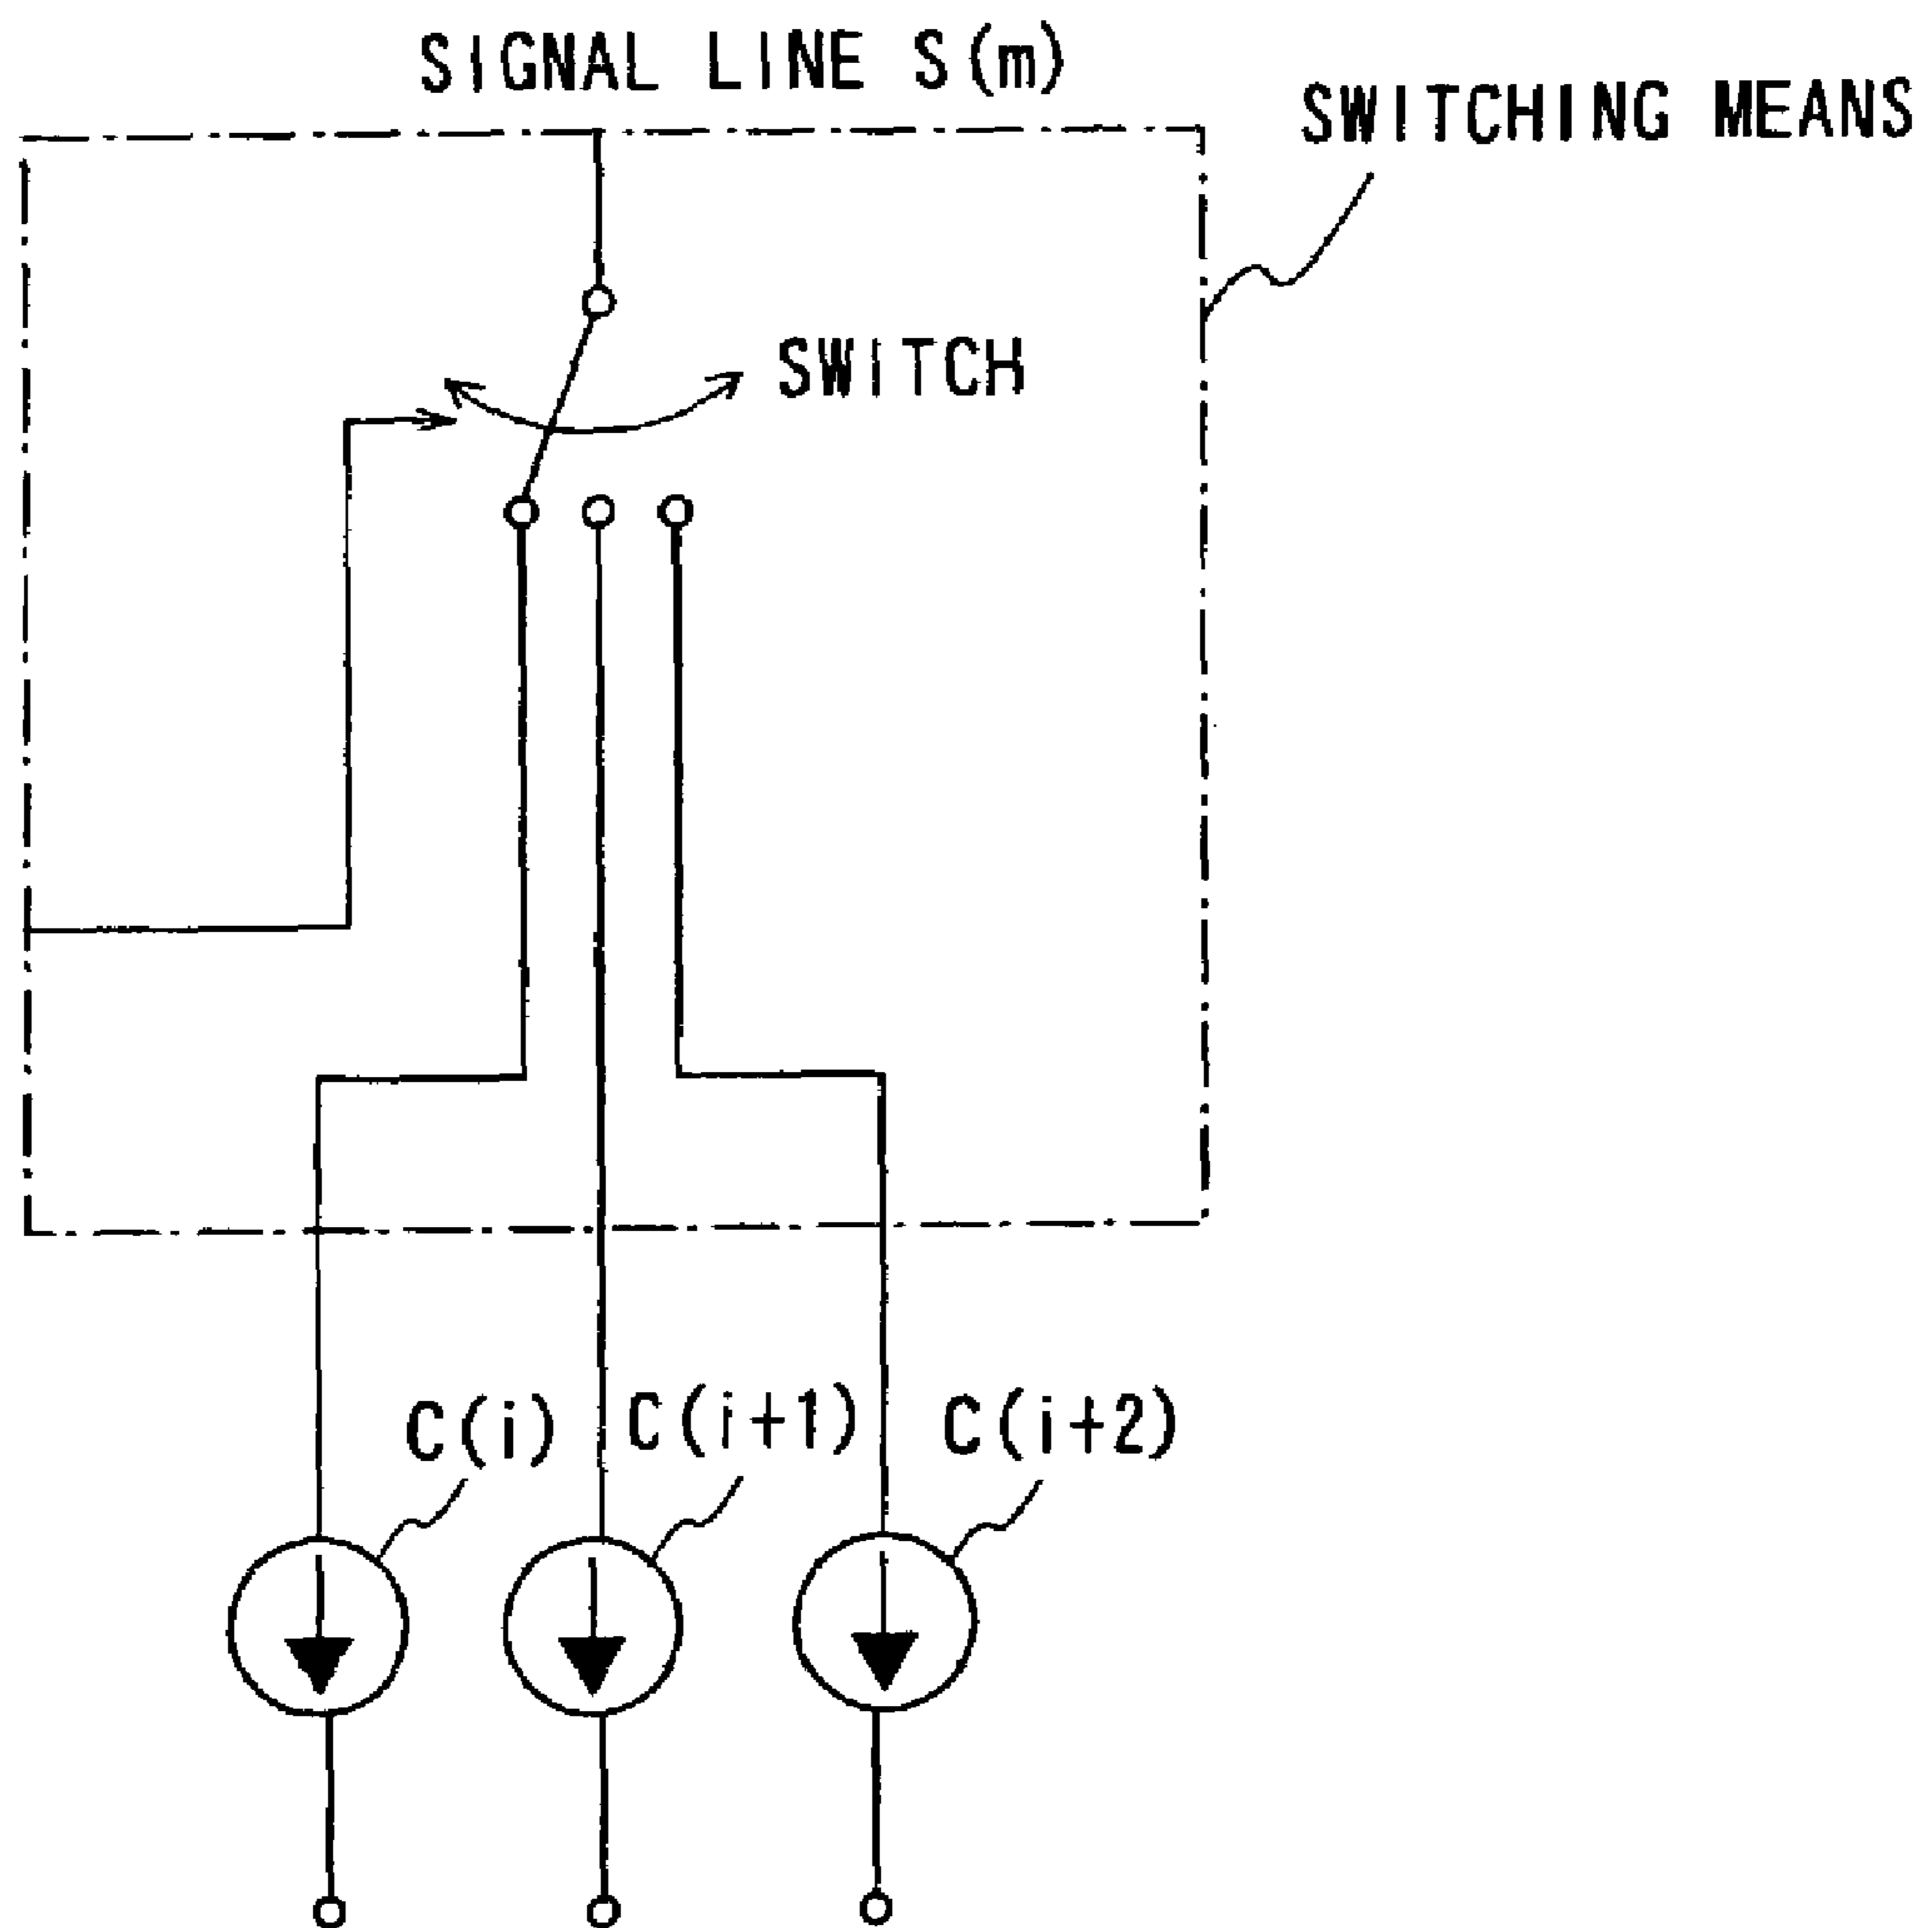 SIGNAL LINE S(m)
SWITCHING MEANS
SWITCH
C(i)
C(i+1)
C(i+2)